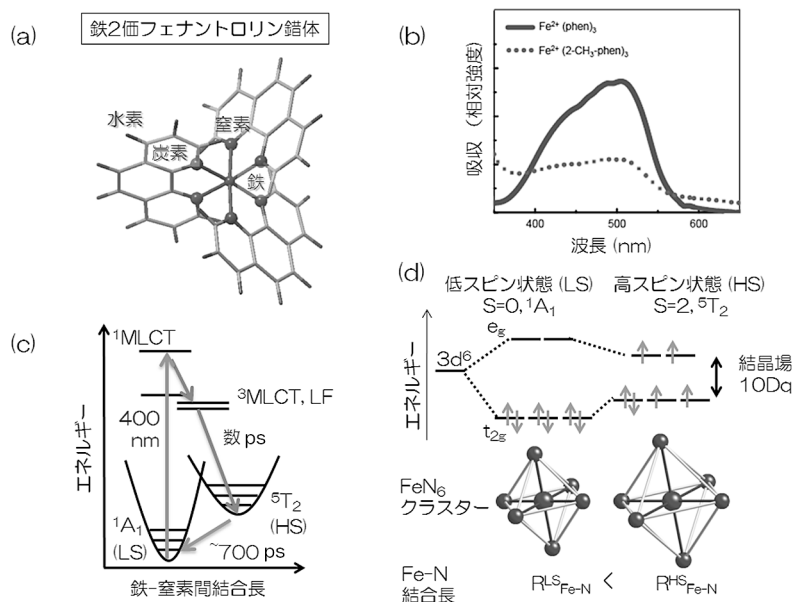 (a)
鉄2価フェナントロリン錯体
水素
炭素
窒素
鉄
(b)
Fe²⁺ (phen)₃
Fe²⁺ (2-CH₃-phen)₃
吸収 (相対強度)
400
500
600
波長 (nm)
(c)
¹MLCT
³MLCT, LF
400
nm
数 ps
⁵T₂
(HS)
¹A₁
(LS)
~700 ps
エネルギー
鉄-窒素間結合長
(d)
低スピン状態 (LS)
S=0, ¹A₁
高スピン状態 (HS)
S=2, ⁵T₂
エネルギー
3d⁶
e_g
t₂g
結晶場
10Dq
FeN₆
クラスター
Fe-N
結合長
R^LS_Fe-N < R^HS_Fe-N